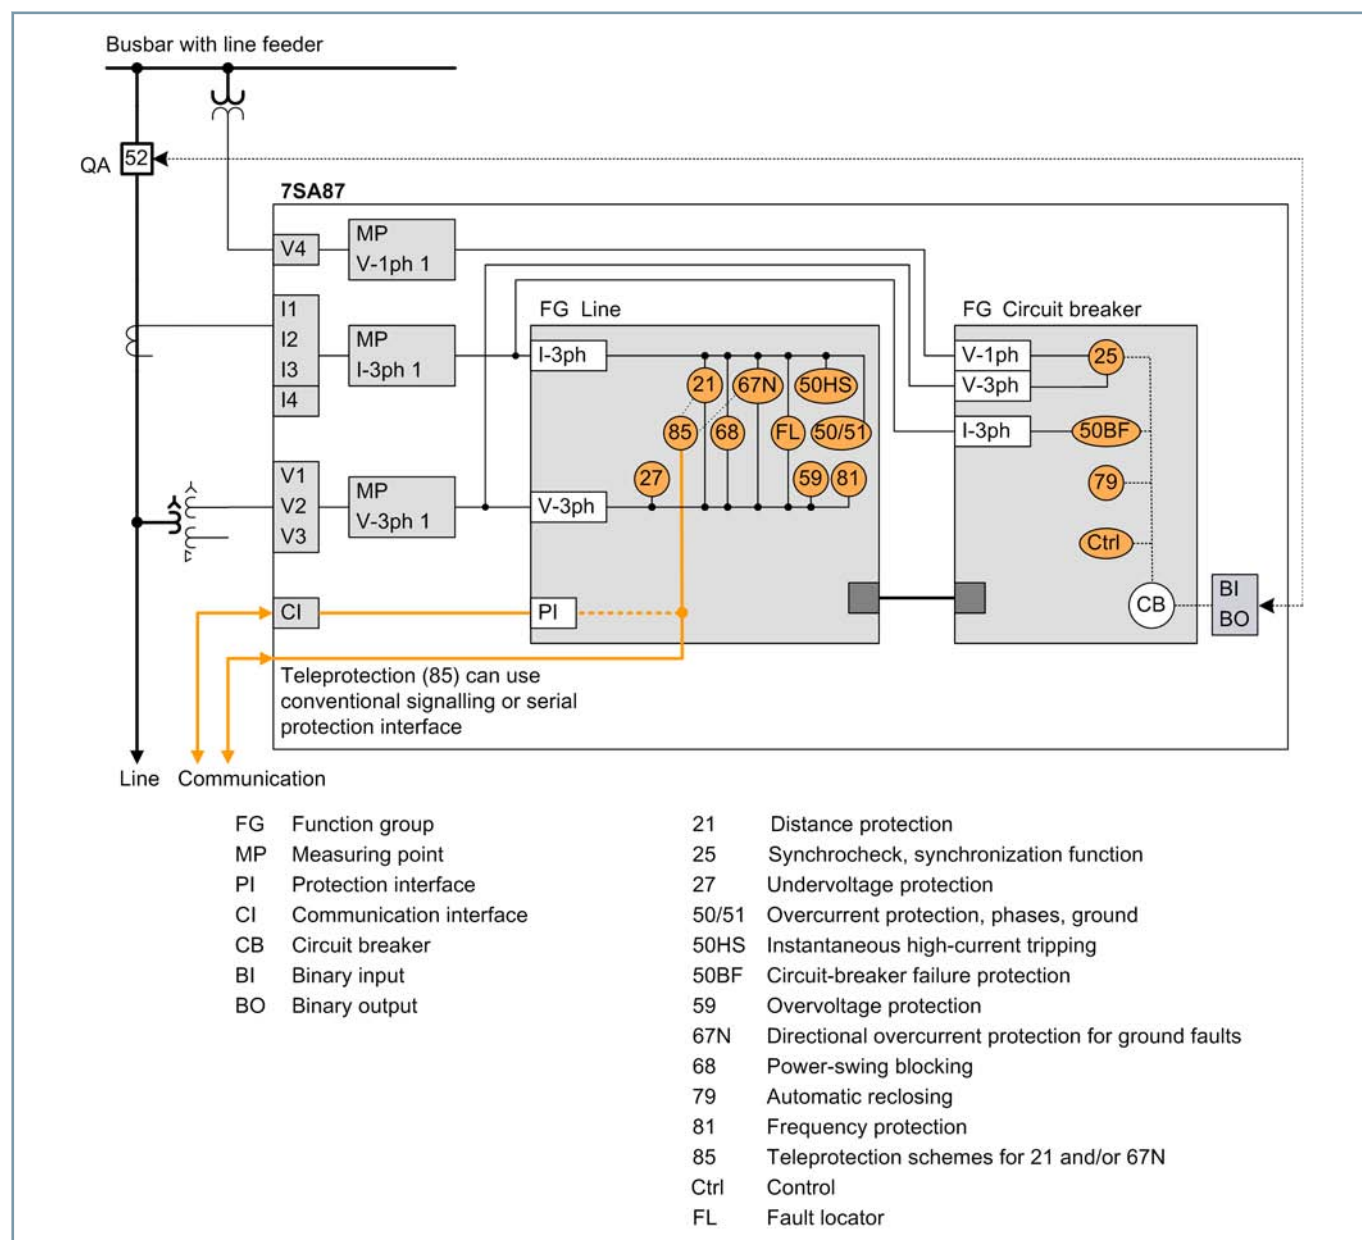 Busbar with line feeder
QA
52
7SA87
V4
MP
V-1ph 1
I1
I2
I3
I4
MP
I-3ph 1
V1
V2
V3
MP
V-3ph 1
CI
FG Line
I-3ph
21
67N
50HS
85
68
FL
50/51
27
59
81
V-3ph
PI
FG Circuit breaker
V-1ph
V-3ph
25
I-3ph
50BF
79
Ctrl
CB
BI
BO
Teleprotection (85) can use
conventional signalling or serial
protection interface
Line
Communication
FG Function group
MP Measuring point
PI Protection interface
CI Communication interface
CB Circuit breaker
BI Binary input
BO Binary output
21 Distance protection
25 Synchrocheck, synchronization function
27 Undervoltage protection
50/51 Overcurrent protection, phases, ground
50HS Instantaneous high-current tripping
50BF Circuit-breaker failure protection
59 Overvoltage protection
67N Directional overcurrent protection for ground faults
68 Power-swing blocking
79 Automatic reclosing
81 Frequency protection
85 Teleprotection schemes for 21 and/or 67N
Ctrl Control
FL Fault locator